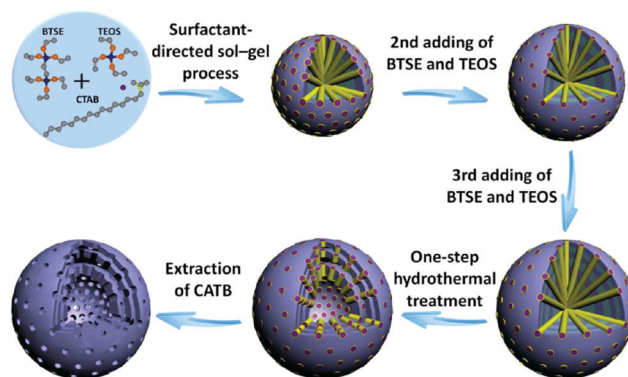 BTSE
TEOS
+
CTAB
Surfactant-
directed sol–gel
process
2nd adding of
BTSE and TEOS
3rd adding of
BTSE and TEOS
One-step
hydrothermal
treatment
Extraction
of CATB